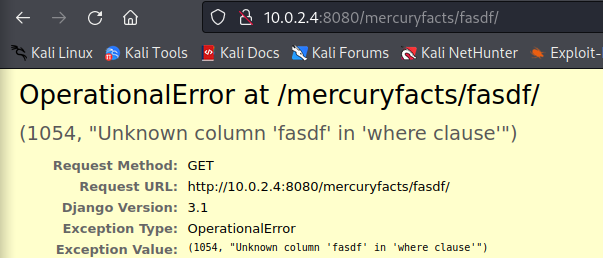 10.0.2.4:8080/mercuryfacts/fasdf/
Kali Linux Kali Tools Kali Docs Kali Forums Kali NetHunter Exploit-
OperationalError at /mercuryfacts/fasdf/
(1054, "Unknown column 'fasdf' in 'where clause'")
Request Method: GET
Request URL: http://10.0.2.4:8080/mercuryfacts/fasdf/
Django Version: 3.1
Exception Type: OperationalError
Exception Value: (1054, "Unknown column 'fasdf' in 'where clause'")